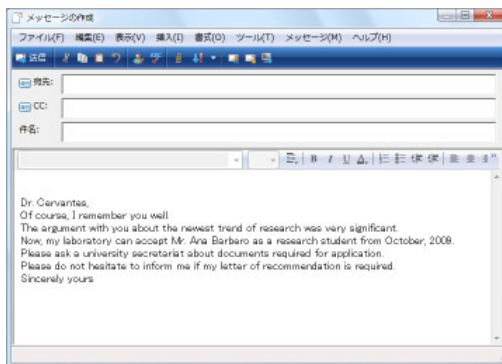 メッセージの作成
ファイル(F) 編集(E) 表示(V) 挿入(I) 書式(O) ツール(T) メッセージ(M) ヘルプ(H)
送信
宛先:
CC:
件名:
B I U A
Dr. Cervantes,
Of course, I remember you well.
The argument with you about the newest trend of research was very significant.
Now, my laboratory can accept Mr. Ana Barbero as a research student from October, 2009.
Please ask a university secretariat about documents required for application.
Please do not hesitate to inform me if my letter of recommendation is required.
Sincerely yours